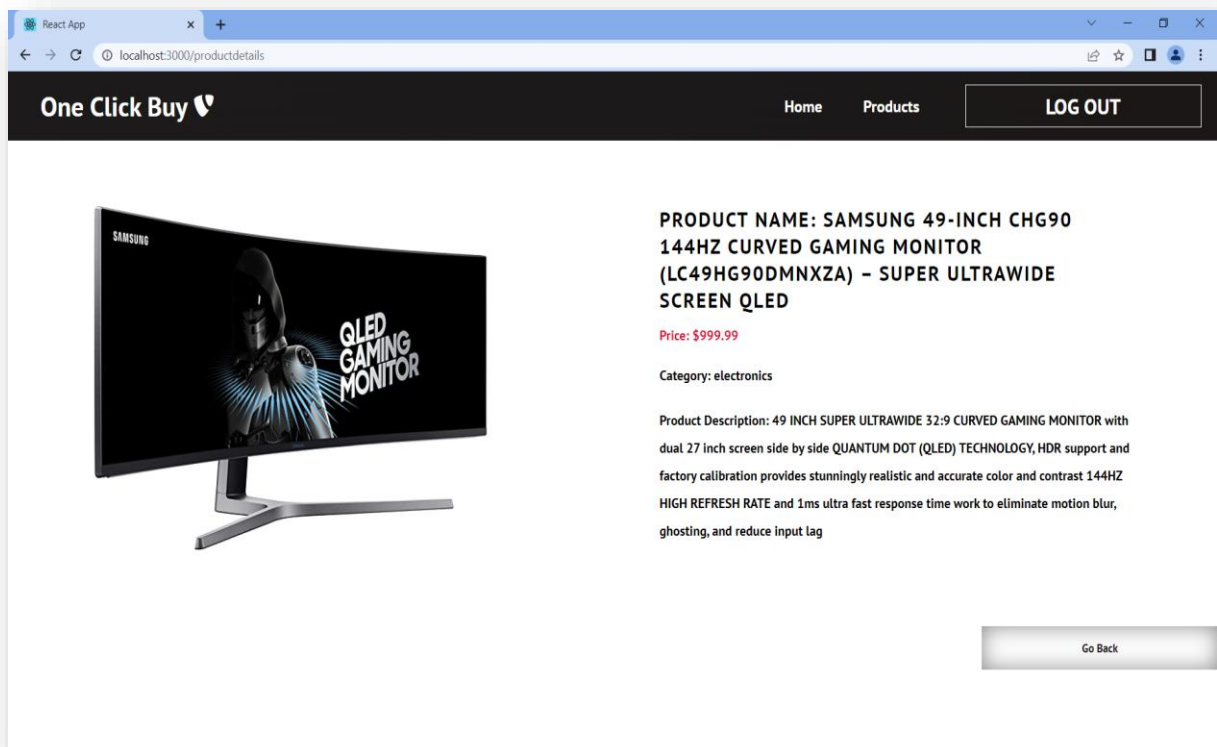 React App
localhost:3000/productdetails
One Click Buy
Home
Products
LOG OUT
SAMSUNG
QLED
GAMING
MONITOR
PRODUCT NAME: SAMSUNG 49-INCH CHG90
144HZ CURVED GAMING MONITOR
(LC49HG90DMNXZA) – SUPER ULTRAWIDE
SCREEN QLED
Price: $999.99
Category: electronics
Product Description: 49 INCH SUPER ULTRAWIDE 32:9 CURVED GAMING MONITOR with
dual 27 inch screen side by side QUANTUM DOT (QLED) TECHNOLOGY, HDR support and
factory calibration provides stunningly realistic and accurate color and contrast 144HZ
HIGH REFRESH RATE and 1ms ultra fast response time work to eliminate motion blur,
ghosting, and reduce input lag
Go Back